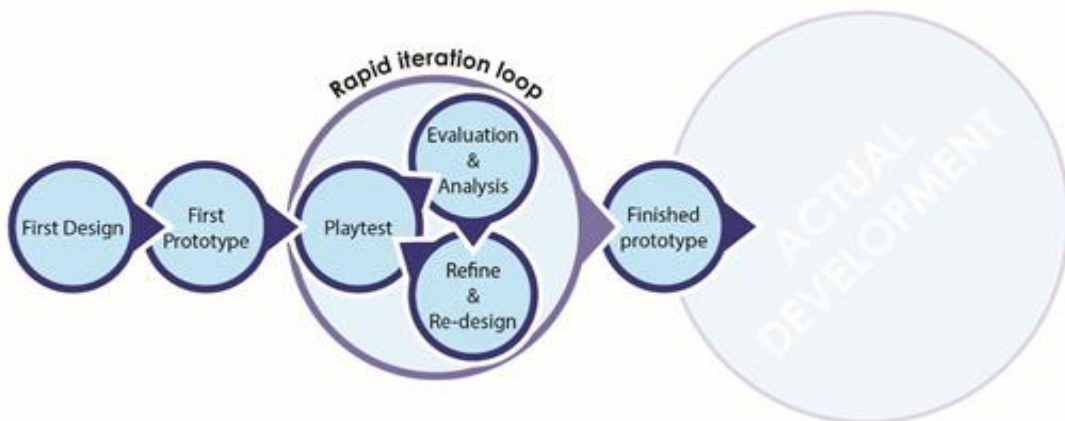 First Design
First
Prototype
Rapid iteration loop
Playtest
Evaluation
&
Analysis
Refine
&
Re-design
Finished
prototype
ACTUAL
DEVELOPMENT